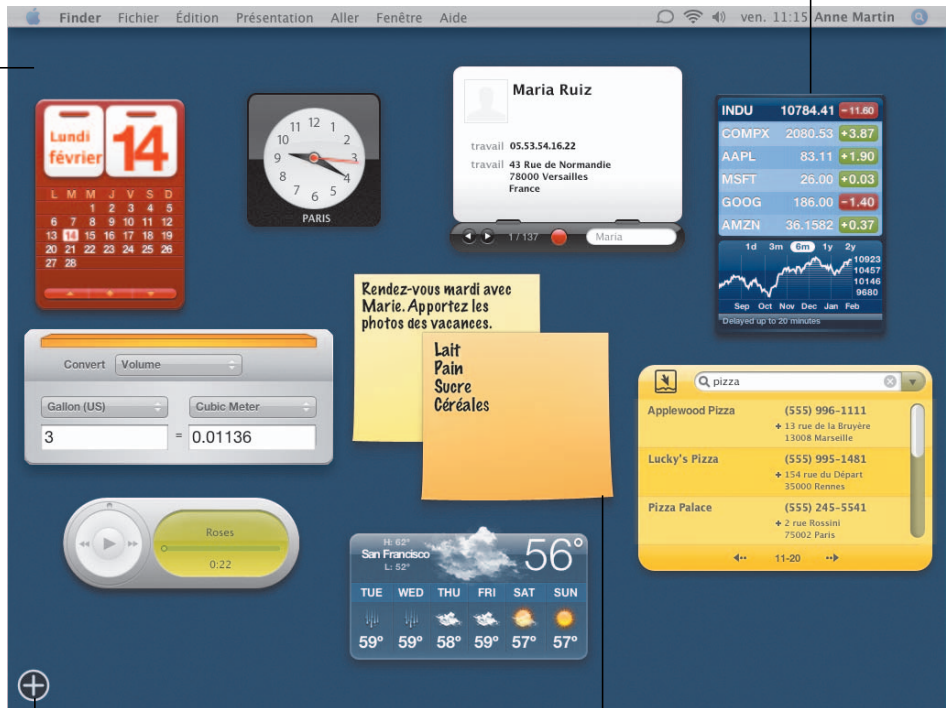 Finder Fichier Édition Présentation Aller Fenêtre Aide ven. 11:15 Anne Martin
Lundi
février
14
L M M J V S D
1 2 3 4 5
6 7 8 9 10 11 12
13 14 15 16 17 18 19
20 21 22 23 24 25 26
27 28
12 1 2 3 4 5 6 7 8 9 10 11
PARIS
Maria Ruiz
travail 05.53.54.16.22
travail 43 Rue de Normandie
78000 Versailles
France
1 / 137 Maria
INDU 10784.41 -11.60
COMPX 2080.53 +3.87
AAPL 83.11 +1.90
MSFT 26.00 +0.03
GOOG 186.00 -1.40
AMZN 36.1582 +0.37
1d 3m 6m 1y 2y
10923
10457
10146
9680
Sep Oct Nov Dec Jan Feb
Delayed up to 20 minutes
Convert Volume
Gallon (US) Cubic Meter
3 = 0.01136
Rendez-vous mardi avec
Marie. Apportez les
photos des vacances.
Lait
Pain
Sucre
Céréales
pizza
Applewood Pizza (555) 996-1111
+ 13 rue de la Bruyère
13008 Marseille
Lucky's Pizza (555) 995-1481
+ 154 rue du Départ
35000 Rennes
Pizza Palace (555) 245-5541
+ 2 rue Rossini
75002 Paris
11-20
Roses
0:22
H: 62°
San Francisco
L: 52°
56°
TUE WED THU FRI SAT SUN
59° 59° 58° 59° 57° 57°